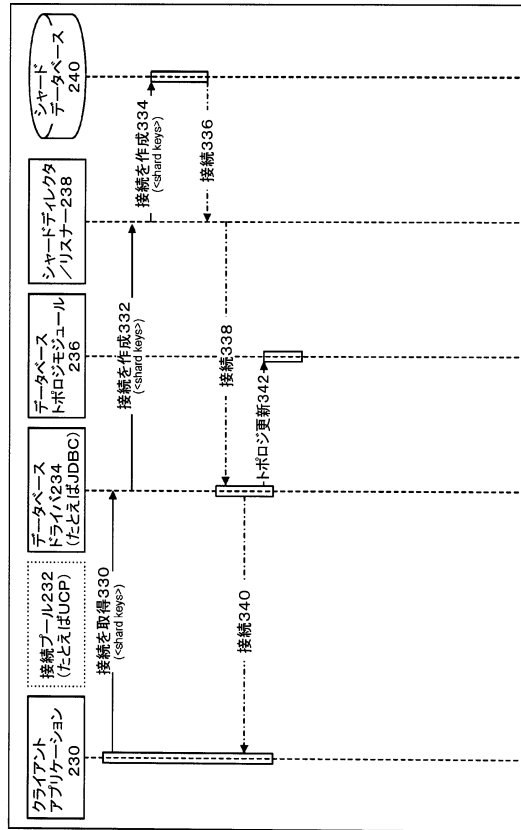 クライアント
アプリケーション
230
接続プール232
(たとえばUCP)
データベース
ドライバ234
(たとえばJDBC)
データベース
トポロジモジュール
236
シャードディレクタ
/リスナー238
シャード
データベース
240
接続を取得330
(<shard keys>)
接続を作成332
(<shard keys>)
接続を作成334
(<shard keys>)
接続336
接続338
接続340
トポロジ更新342